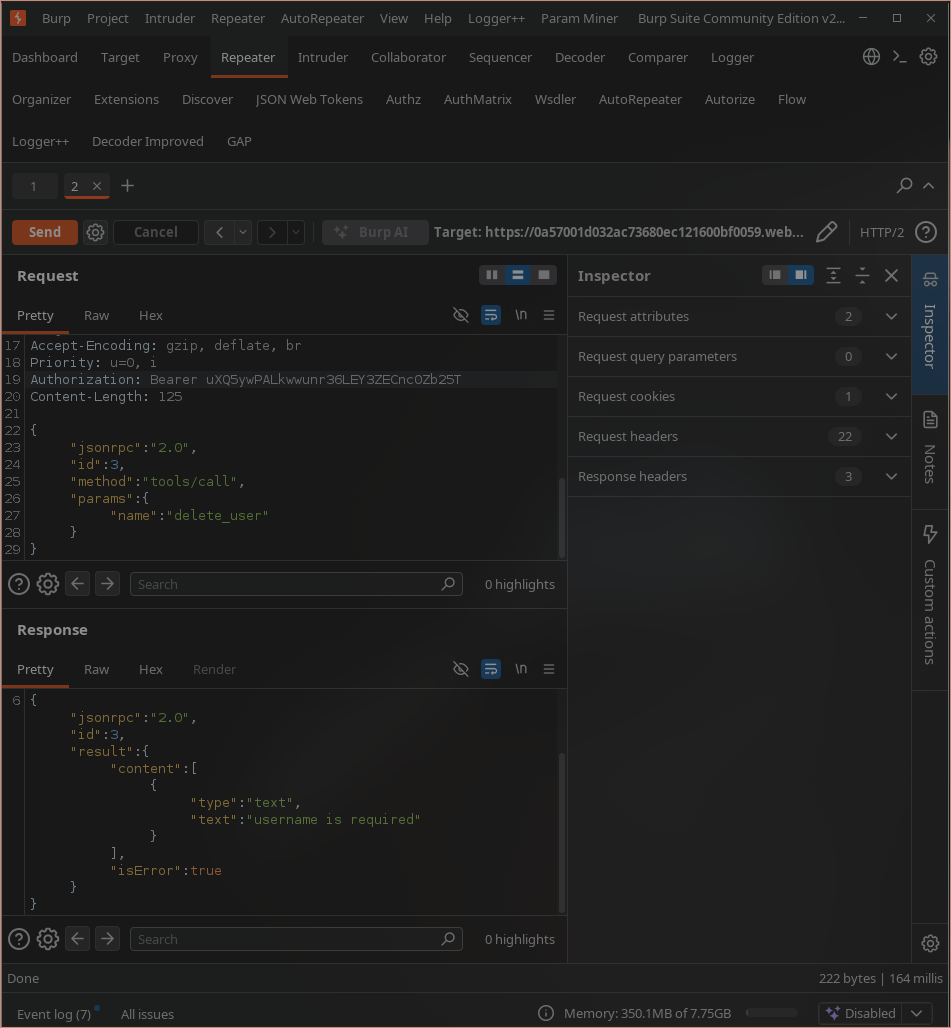 Burp Project Intruder Repeater AutoRepeater View Help Logger++ Param Miner Burp Suite Community Edition v2...
Dashboard Target Proxy Repeater Intruder Collaborator Sequencer Decoder Comparer Logger
Organizer Extensions Discover JSON Web Tokens Authz AuthMatrix Wsdler AutoRepeater Autorize Flow
Logger++ Decoder Improved GAP
1 2
Send Cancel Burp AI Target: https://0a57001d032ac73680ec121600bf0059.web... HTTP/2
Request
Pretty Raw Hex \n
17 Accept-Encoding: gzip, deflate, br
18 Priority: u=0, i
19 Authorization: Bearer uXQ5ywPALkwwunr36LEY3ZECnc0Zb25T
20 Content-Length: 125
21
22 {
23 "jsonrpc":"2.0",
24 "id":3,
25 "method":"tools/call",
26 "params":{
27 "name":"delete_user"
28 }
29 }
Search 0 highlights
Response
Pretty Raw Hex Render \n
6 {
"jsonrpc":"2.0",
"id":3,
"result":{
"content":[
{
"type":"text",
"text":"username is required"
}
],
"isError":true
}
}
Search 0 highlights
Inspector
Request attributes 2
Request query parameters 0
Request cookies 1
Request headers 22
Response headers 3
Inspector
Notes
Custom actions
Done 222 bytes | 164 millis
Event log (7) All issues Memory: 350.1MB of 7.75GB Disabled